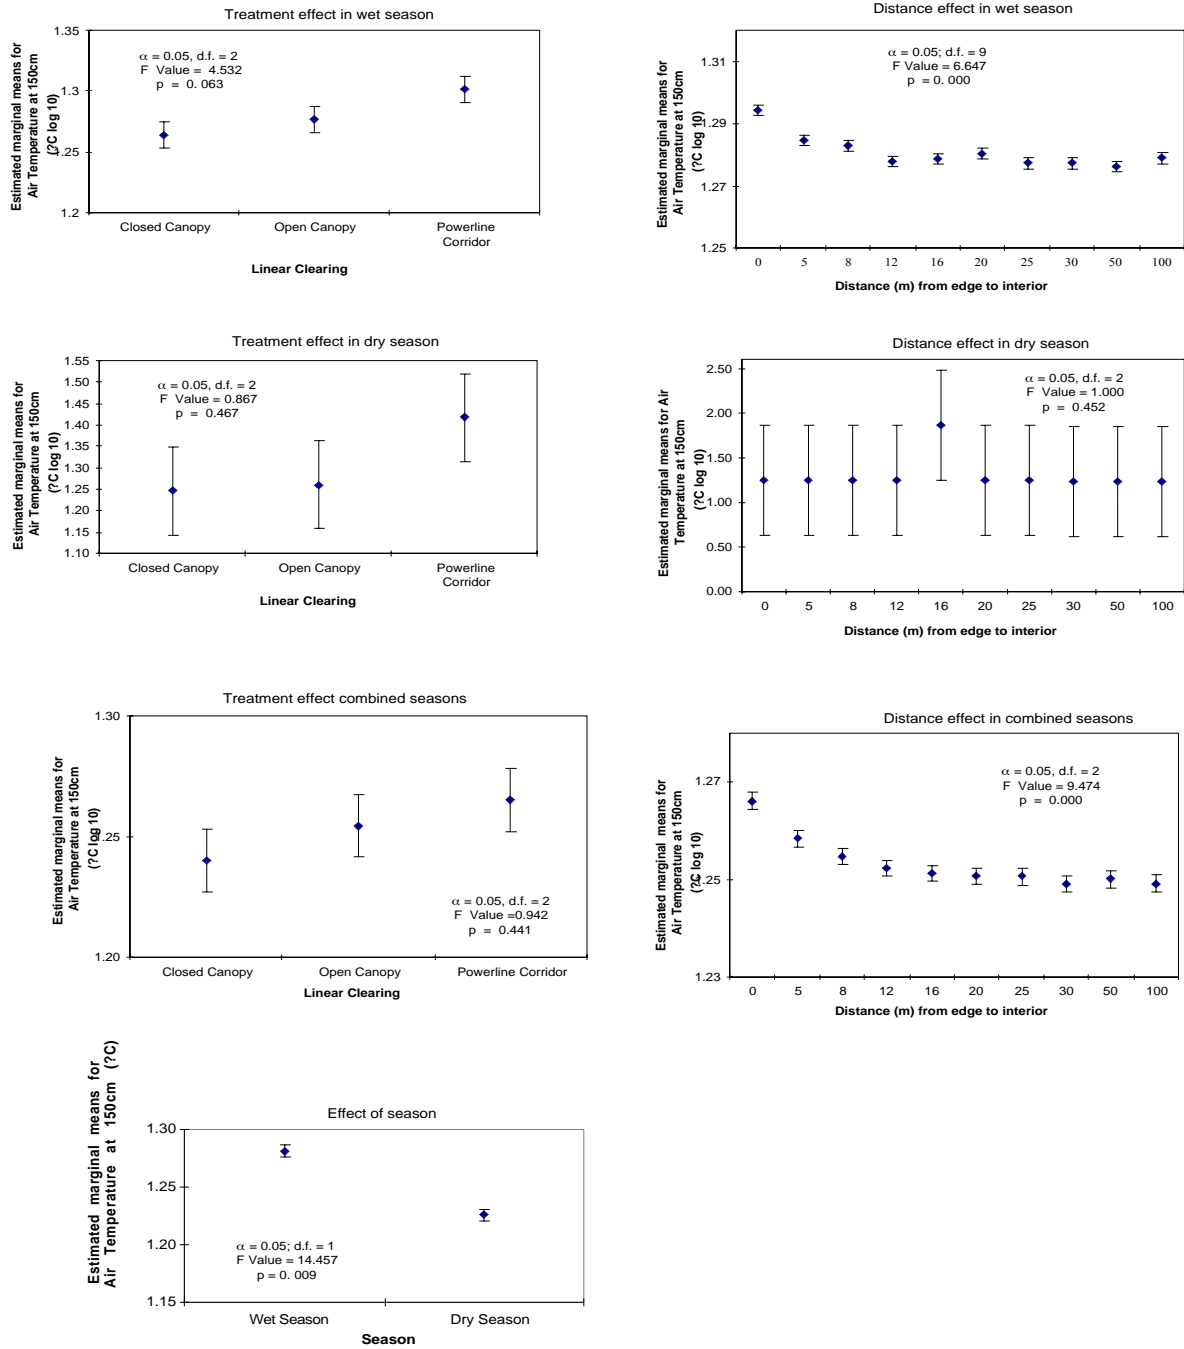 Treatment effect in wet season
Estimated marginal means for
Air Temperature at 150cm
(?C log 10)
1.35
1.3
1.25
1.2
α = 0.05, d.f. = 2
F Value = 4.532
p = 0. 063
Closed Canopy Open Canopy Powerline
Corridor
Linear Clearing
Distance effect in wet season
Estimated marginal means for
Air Temperature at 150cm
(?C log 10)
1.31
1.29
1.27
1.25
α = 0.05; d.f. = 9
F Value = 6.647
p = 0. 000
0 5 8 12 16 20 25 30 50 100
Distance (m) from edge to interior
Treatment effect in dry season
Estimated marginal means for
Air Temperature at 150cm
(?C log 10)
1.55
1.50
1.45
1.40
1.35
1.30
1.25
1.20
1.15
1.10
α = 0.05, d.f. = 2
F Value = 0.867
p = 0.467
Closed Canopy Open Canopy Powerline
Corridor
Linear Clearing
Distance effect in dry season
Estimated marginal means for Air
Temperature at 150cm
(?C log 10)
2.50
2.00
1.50
1.00
0.50
0.00
α = 0.05, d.f. = 2
F Value = 1.000
p = 0.452
0 5 8 12 16 20 25 30 50 100
Distance (m) from edge to interior
Treatment effect combined seasons
Estimated marginal means for
Air Temperature at 150cm
(?C log 10)
1.30
1.25
1.20
α = 0.05, d.f. = 2
F Value =0.942
p = 0.441
Closed Canopy Open Canopy Powerline Corridor
Linear Clearing
Distance effect in combined seasons
Estimated marginal means for
Air Temperature at 150cm
(?C log 10)
1.27
1.25
1.23
α = 0.05, d.f. = 2
F Value = 9.474
p = 0.000
0 5 8 12 16 20 25 30 50 100
Distance (m) from edge to interior
Effect of season
Estimated marginal means for
Air Temperature at 150cm (?C)
1.30
1.25
1.20
1.15
α = 0.05; d.f. = 1
F Value = 14.457
p = 0. 009
Wet Season Dry Season
Season